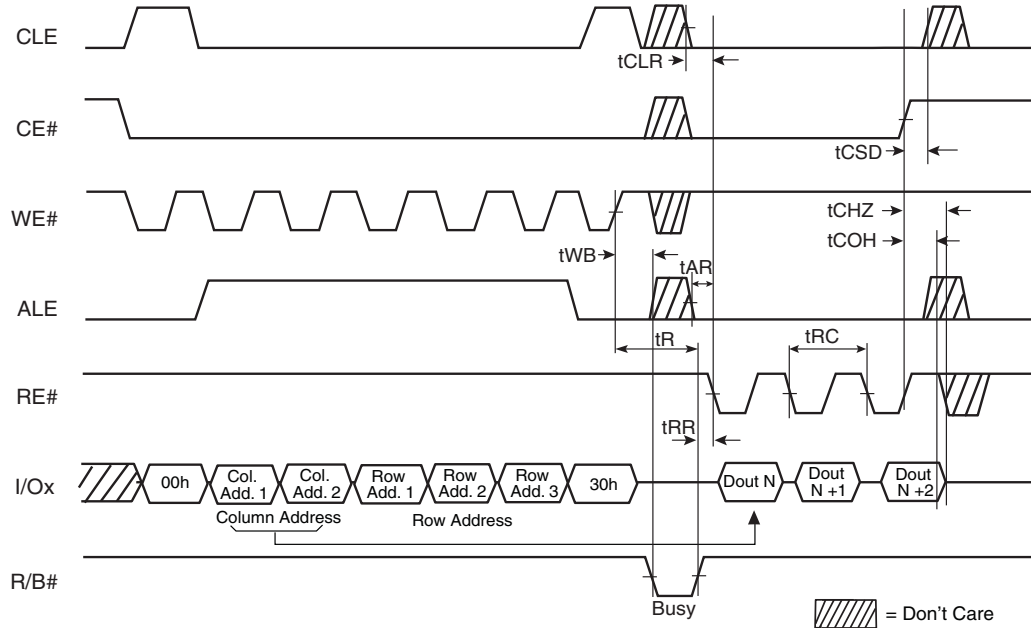 CLE
tCLR
CE#
tCSD
WE#
tCHZ
tCOH
tWB
tAR
ALE
tR
tRC
RE#
tRR
I/Ox
00h
Col.
Add. 1
Col.
Add. 2
Row
Add. 1
Row
Add. 2
Row
Add. 3
30h
Dout N
Dout
N +1
Dout
N +2
Column Address
Row Address
R/B#
Busy
= Don't Care